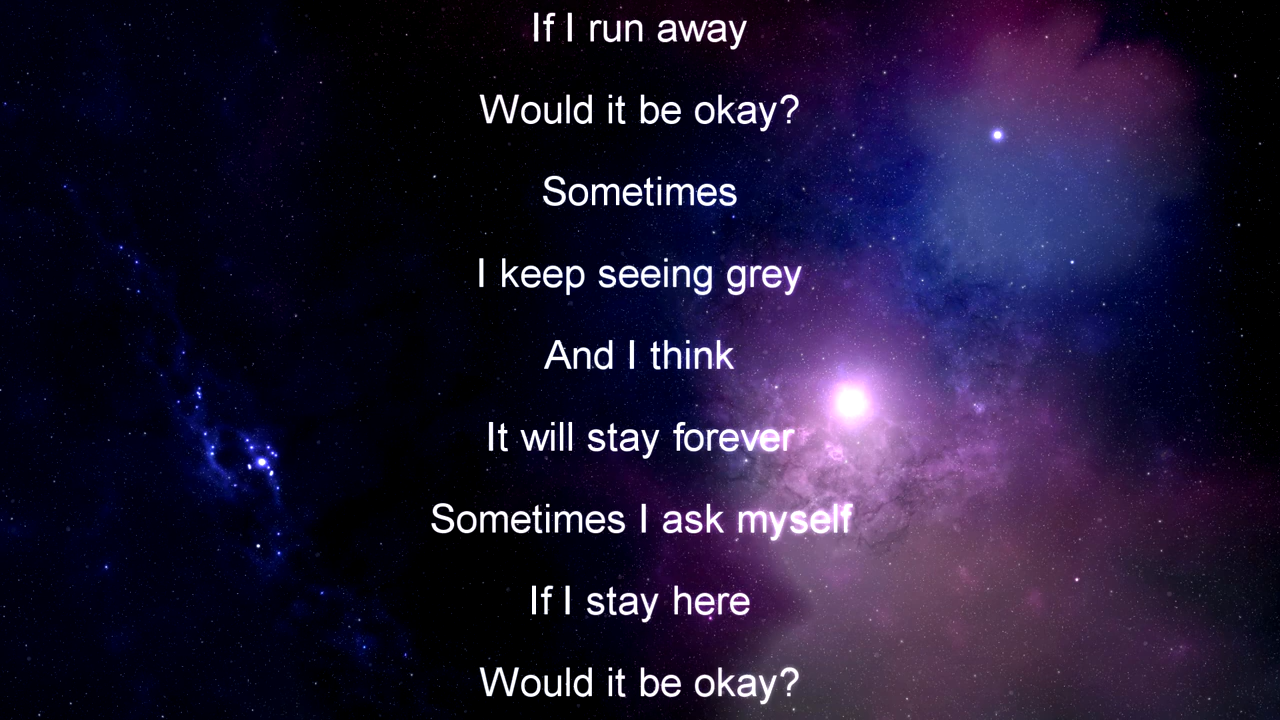 If I run away
Would it be okay?
Sometimes
I keep seeing grey
And I think
It will stay forever
Sometimes I ask myself
If I stay here
Would it be okay?